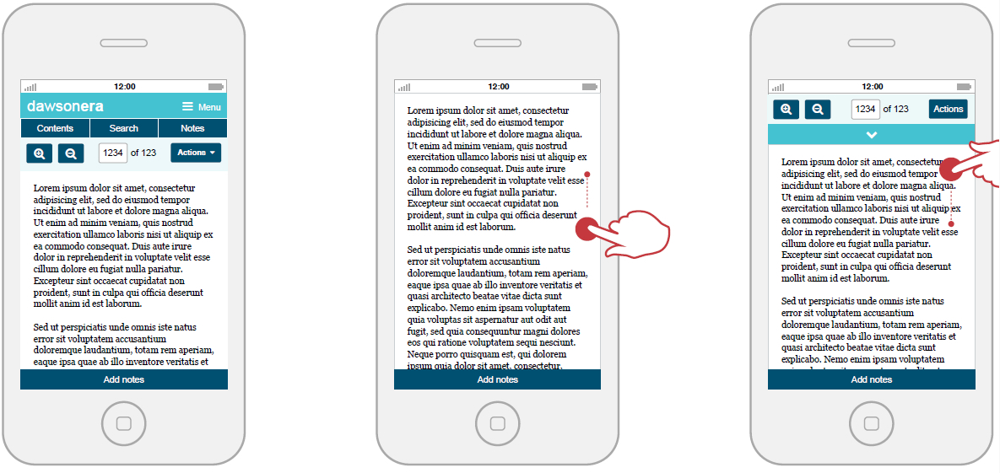 12:00
dawsonera
Menu
Contents Search Notes
1234 of 123 Actions
Lorem ipsum dolor sit amet, consectetur
adipisicing elit, sed do eiusmod tempor
incididunt ut labore et dolore magna aliqua.
Ut enim ad minim veniam, quis nostrud
exercitation ullamco laboris nisi ut aliquip ex
ea commodo consequat. Duis aute irure
dolor in reprehenderit in voluptate velit esse
cillum dolore eu fugiat nulla pariatur.
Excepteur sint occaecat cupidatat non
proident, sunt in culpa qui officia deserunt
mollit anim id est laborum.
Sed ut perspiciatis unde omnis iste natus
error sit voluptatem accusantium
doloremque laudantium, totam rem aperiam,
eaque ipsa quae ab illo inventore veritatis et
Add notes
12:00
Lorem ipsum dolor sit amet, consectetur
adipisicing elit, sed do eiusmod tempor
incididunt ut labore et dolore magna aliqua.
Ut enim ad minim veniam, quis nostrud
exercitation ullamco laboris nisi ut aliquip ex
ea commodo consequat. Duis aute irure
dolor in reprehenderit in voluptate velit esse
cillum dolore eu fugiat nulla pariatur.
Excepteur sint occaecat cupidatat non
proident, sunt in culpa qui officia deserunt
mollit anim id est laborum.
Sed ut perspiciatis unde omnis iste natus
error sit voluptatem accusantium
doloremque laudantium, totam rem aperiam,
eaque ipsa quae ab illo inventore veritatis et
quasi architecto beatae vitae dicta sunt
explicabo. Nemo enim ipsam voluptatem
quia voluptas sit aspernatur aut odit aut
fugit, sed quia consequuntur magni dolores
eos qui ratione voluptatem sequi nesciunt.
Neque porro quisquam est, qui dolorem
ipsum quia dolor sit amet, consectetur,
Add notes
12:00
1234 of 123 Actions
Lorem ipsum dolor sit amet, consectetur
adipisicing elit, sed do eiusmod tempor
incididunt ut labore et dolore magna aliqua.
Ut enim ad minim veniam, quis nostrud
exercitation ullamco laboris nisi ut aliquip ex
ea commodo consequat. Duis aute irure
dolor in reprehenderit in voluptate velit esse
cillum dolore eu fugiat nulla pariatur.
Excepteur sint occaecat cupidatat non
proident, sunt in culpa qui officia deserunt
mollit anim id est laborum.
Sed ut perspiciatis unde omnis iste natus
error sit voluptatem accusantium
doloremque laudantium, totam rem aperiam,
eaque ipsa quae ab illo inventore veritatis et
quasi architecto beatae vitae dicta sunt
explicabo. Nemo enim ipsam voluptatem
Add notes